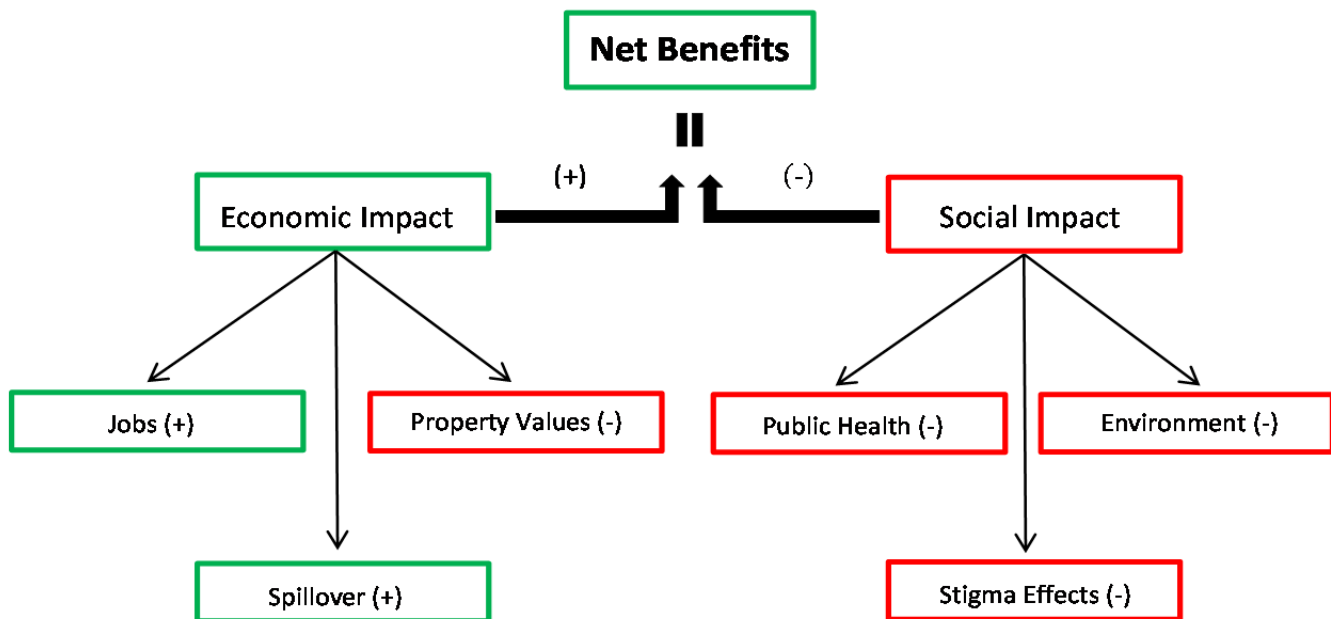 Net Benefits
(+)
(-)
Economic Impact
Social Impact
Jobs (+)
Property Values (-)
Public Health (-)
Environment (-)
Spillover (+)
Stigma Effects (-)